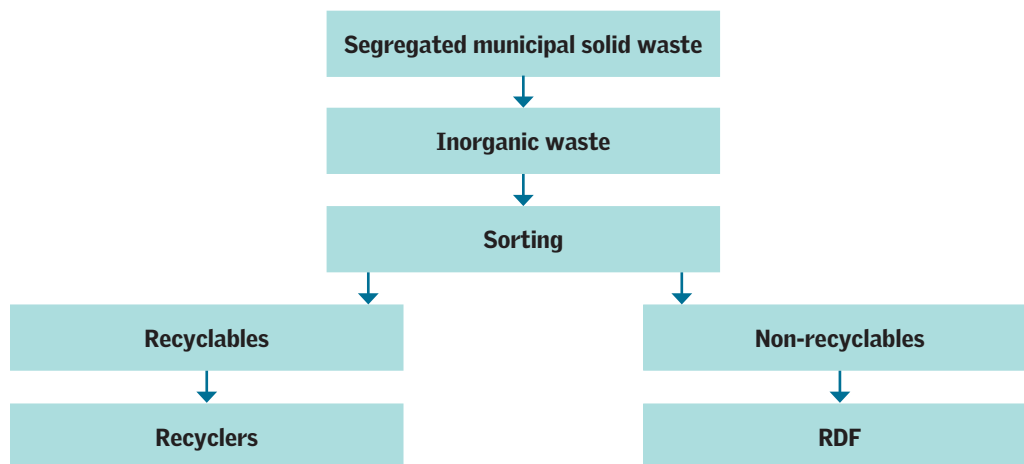 Segregated municipal solid waste
Inorganic waste
Sorting
Recyclables
Non-recyclables
Recyclers
RDF